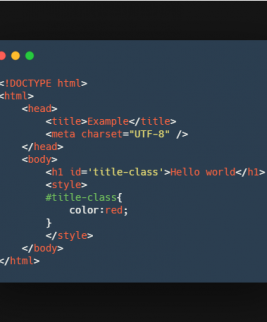 <!DOCTYPE html>
<html>
<head>
<title>Example</title>
<meta charset="UTF-8" />
</head>
<body>
<h1 id='title-class'>Hello world</h1>
<style>
#title-class{
color:red;
}
</style>
</body>
</html>